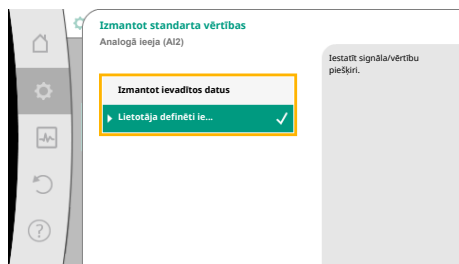 Izmantot standarta vērtības
Analogā ieeja (AI2)
Iestatīt signāla/vērtību
piešķiri.
Izmantot ievadītos datus
Lietotāja definēti ie...